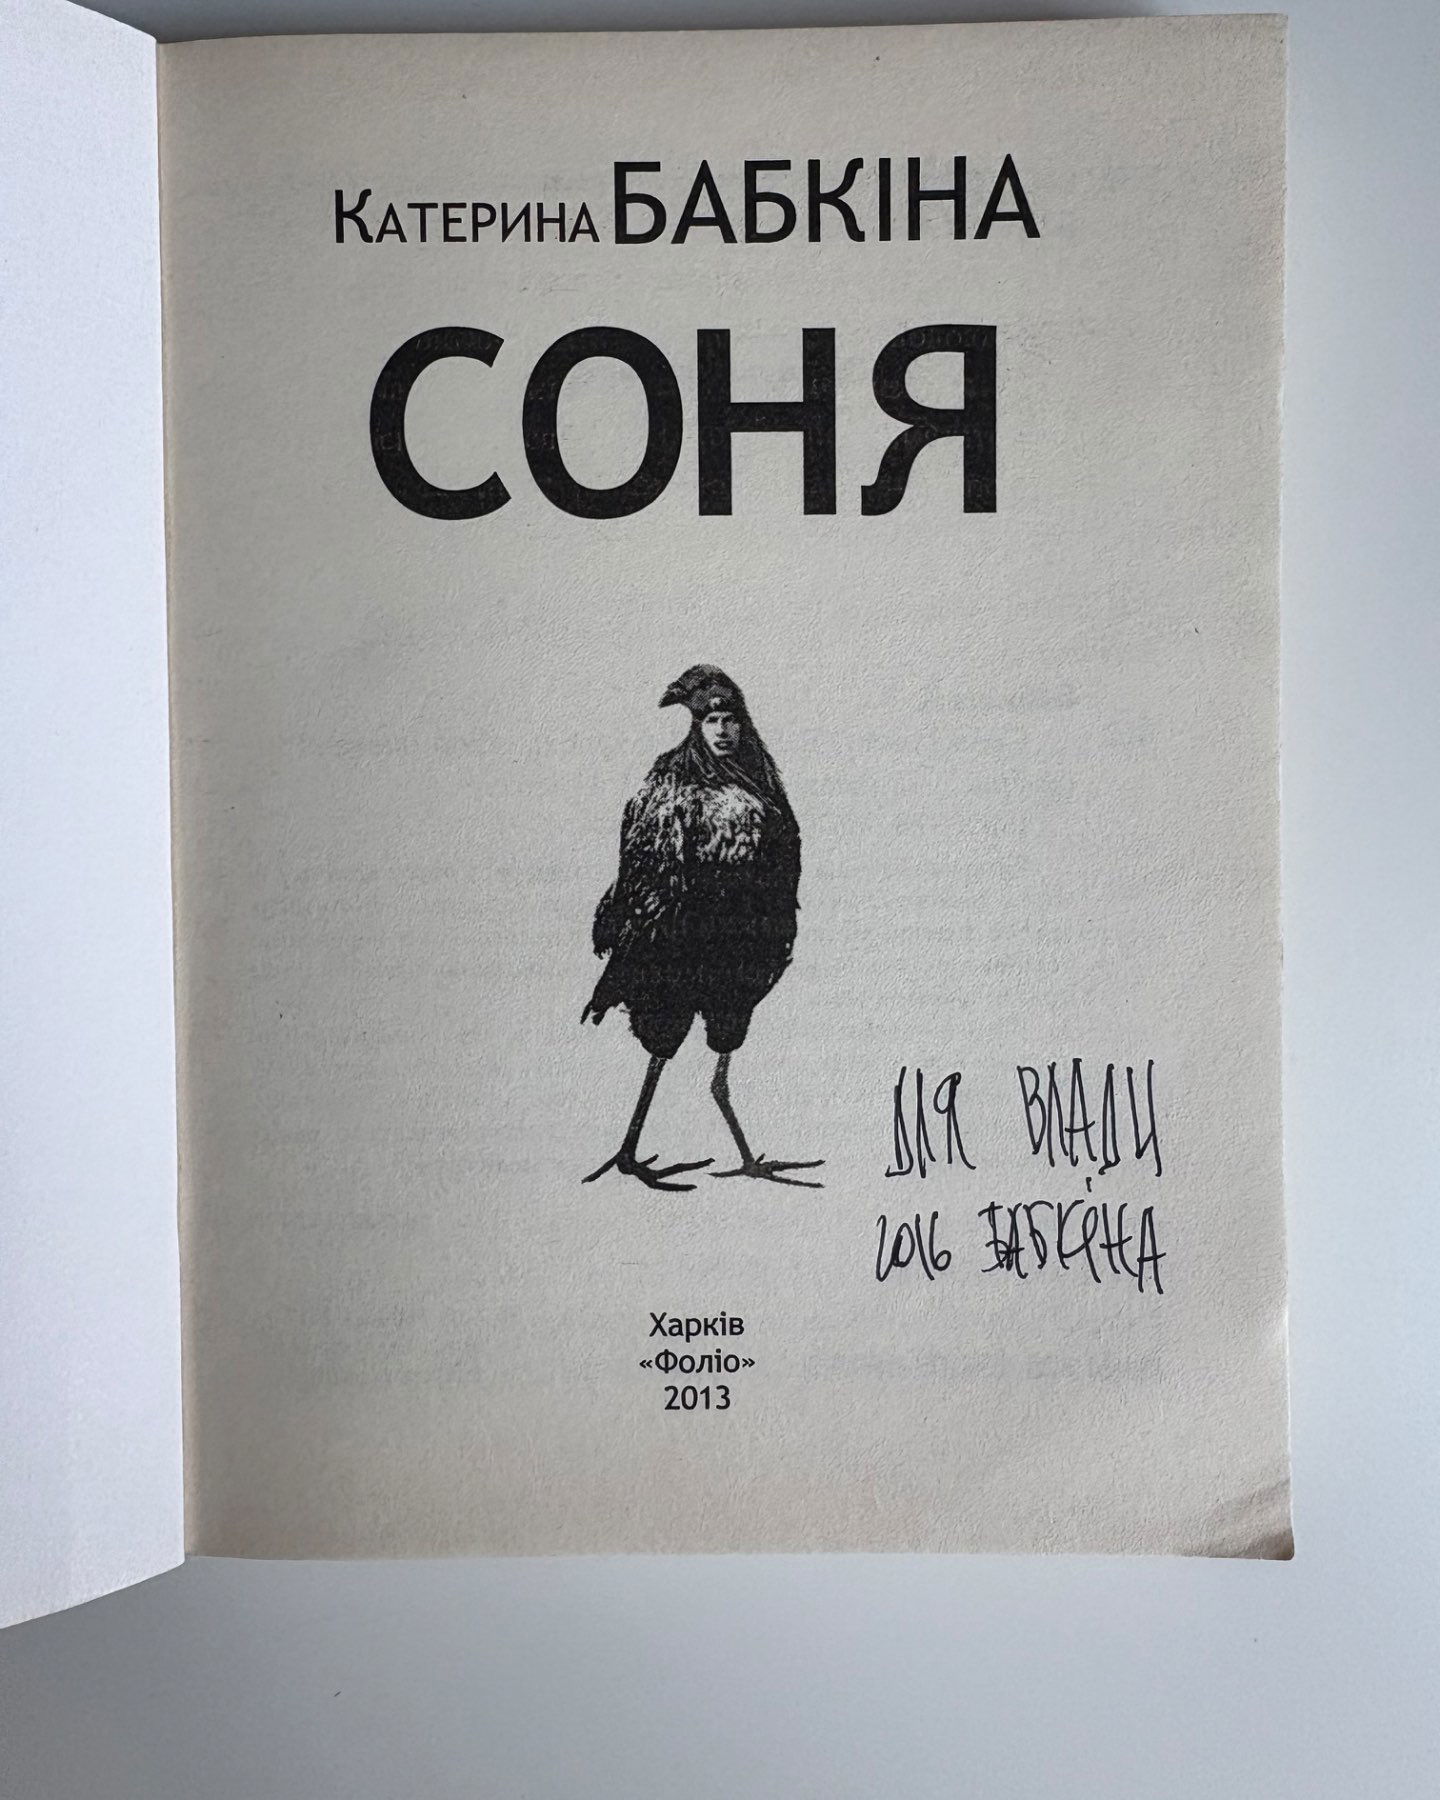 Катерина БАБКІНА
СОНЯ
ДЛЯ ВЛАДИ
2016 БАБКІНА
Харків
«Фоліо»
2013